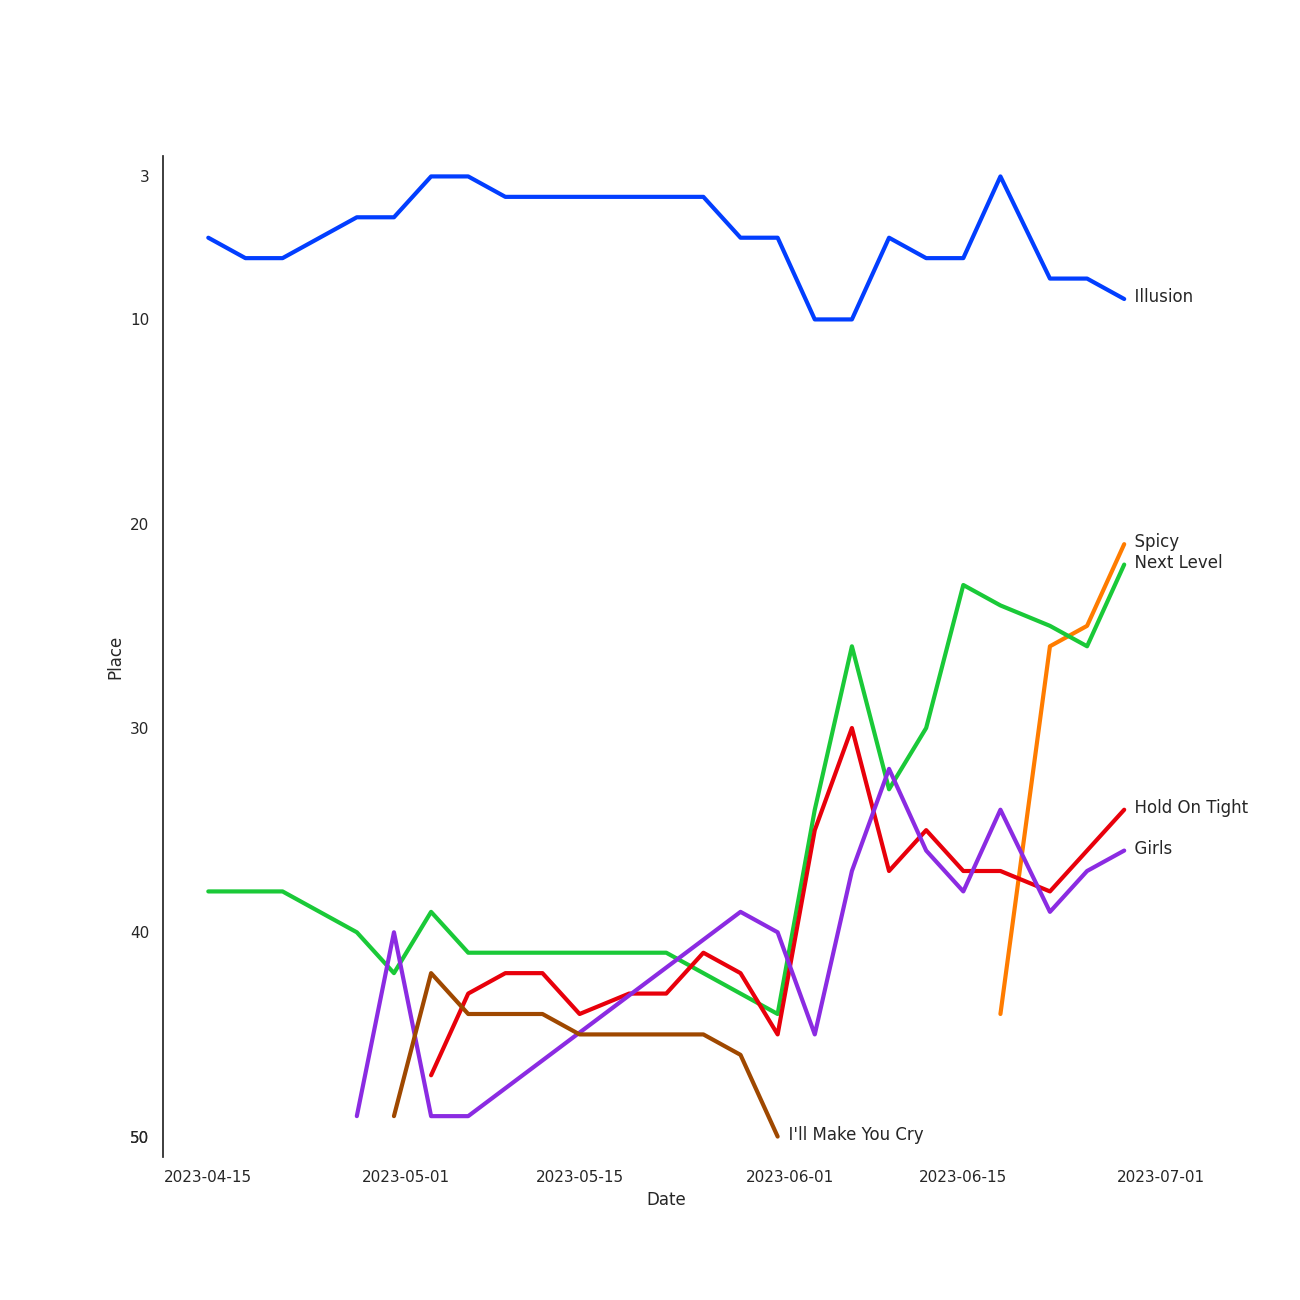 3
10
20
30
40
50
Place
Illusion
Spicy
Next Level
Hold On Tight
Girls
I'll Make You Cry
2023-04-15
2023-05-01
2023-05-15
2023-06-01
2023-06-15
2023-07-01
Date